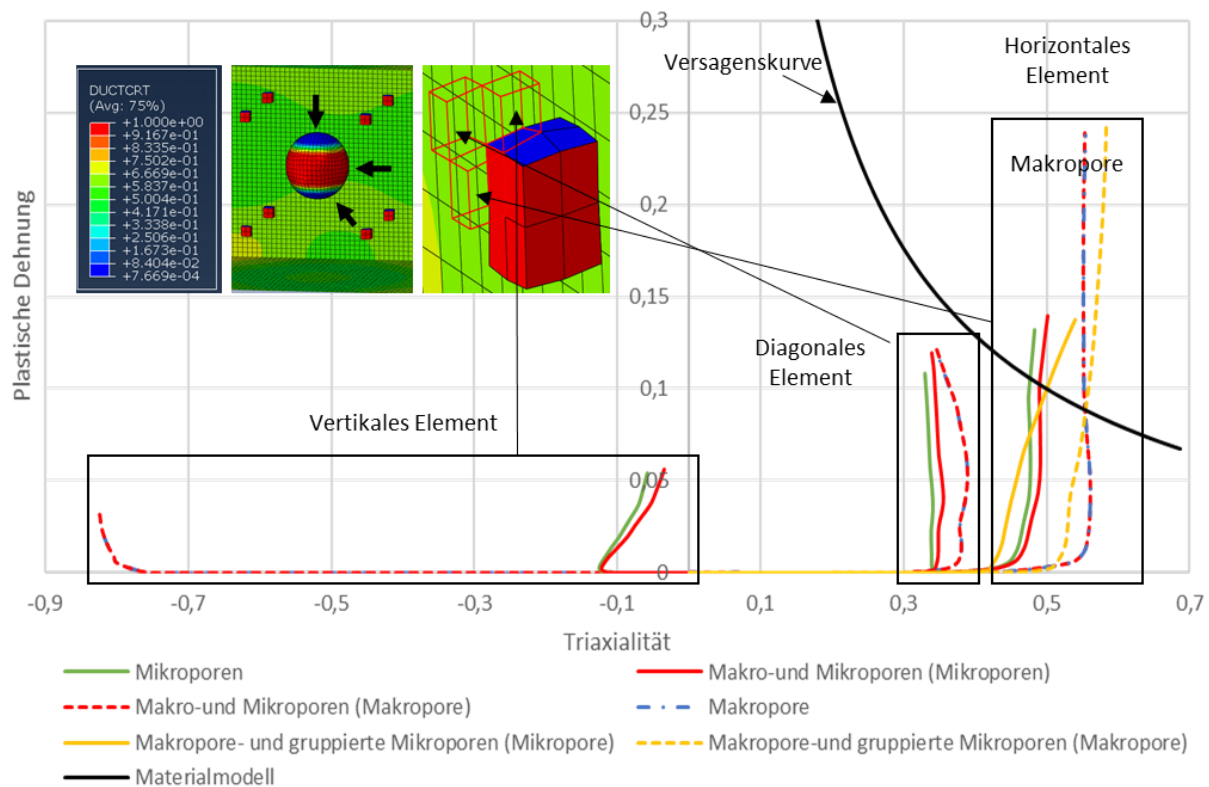 0,3
0,25
0,2
0,15
0,1
0,05
0
Plastische Dehnung
DUCTCRT
(Avg: 75%)
+1.000e+00
+9.167e-01
+8.335e-01
+7.502e-01
+6.669e-01
+5.837e-01
+5.004e-01
+4.171e-01
+3.338e-01
+2.506e-01
+1.673e-01
+8.404e-02
+7.669e-04
Versagenskurve
Horizontales
Element
Makropore
Diagonales
Element
Vertikales Element
-0,9
-0,7
-0,5
-0,3
-0,1
0,1
0,3
0,5
0,7
Triaxialität
Mikroporen
Makro-und Mikroporen (Mikroporen)
Makro-und Mikroporen (Makropore)
Makropore
Makropore- und gruppierte Mikroporen (Mikropore)
Makropore-und gruppierte Mikroporen (Makropore)
Materialmodell